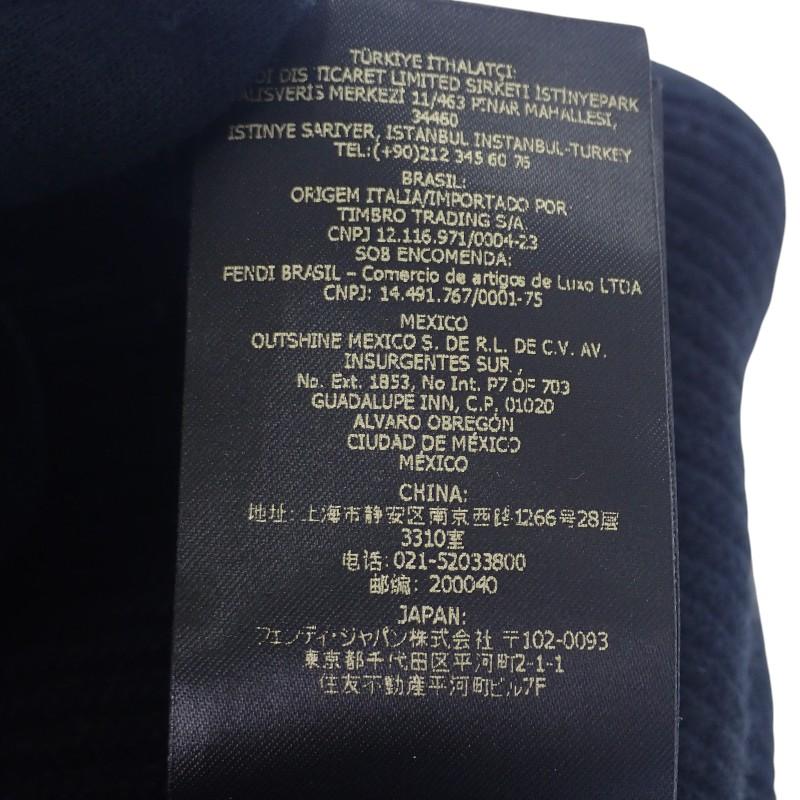 TÜRKİYE İTHALATÇI:
DIS TICARET LIMITED SIRKETI ISTINYEPARK
ALISVERIS MERKEZI 11/463 PINAR MAHALLESI,
34460
ISTINYE SARIYER, ISTANBUL INSTANBUL-TURKEY
TEL:(+90)212 345 60 76
BRASIL:
ORIGEM ITALIA/IMPORTADO POR
TIMBRO TRADING S/A
CNPJ 12.116.971/0004-23
SOB ENCOMENDA:
FENDI BRASIL – Comercio de artigos de Luxo LTDA
CNPJ: 14.491.767/0001-75
MEXICO
OUTSHINE MEXICO S. DE R.L. DE C.V. AV.
INSURGENTES SUR ,
No. Ext. 1853, No Int. P7 OF 703
GUADALUPE INN, C.P. 01020
ALVARO OBREGÓN
CIUDAD DE MÉXICO
MÉXICO
CHINA:
地址: 上海市静安区南京西路1266号28层
3310室
电话: 021-52033800
邮编: 200040
JAPAN:
フェンディ・ジャパン株式会社 〒102-0093
東京都千代田区平河町2-1-1
住友不動産平河町ビル7F